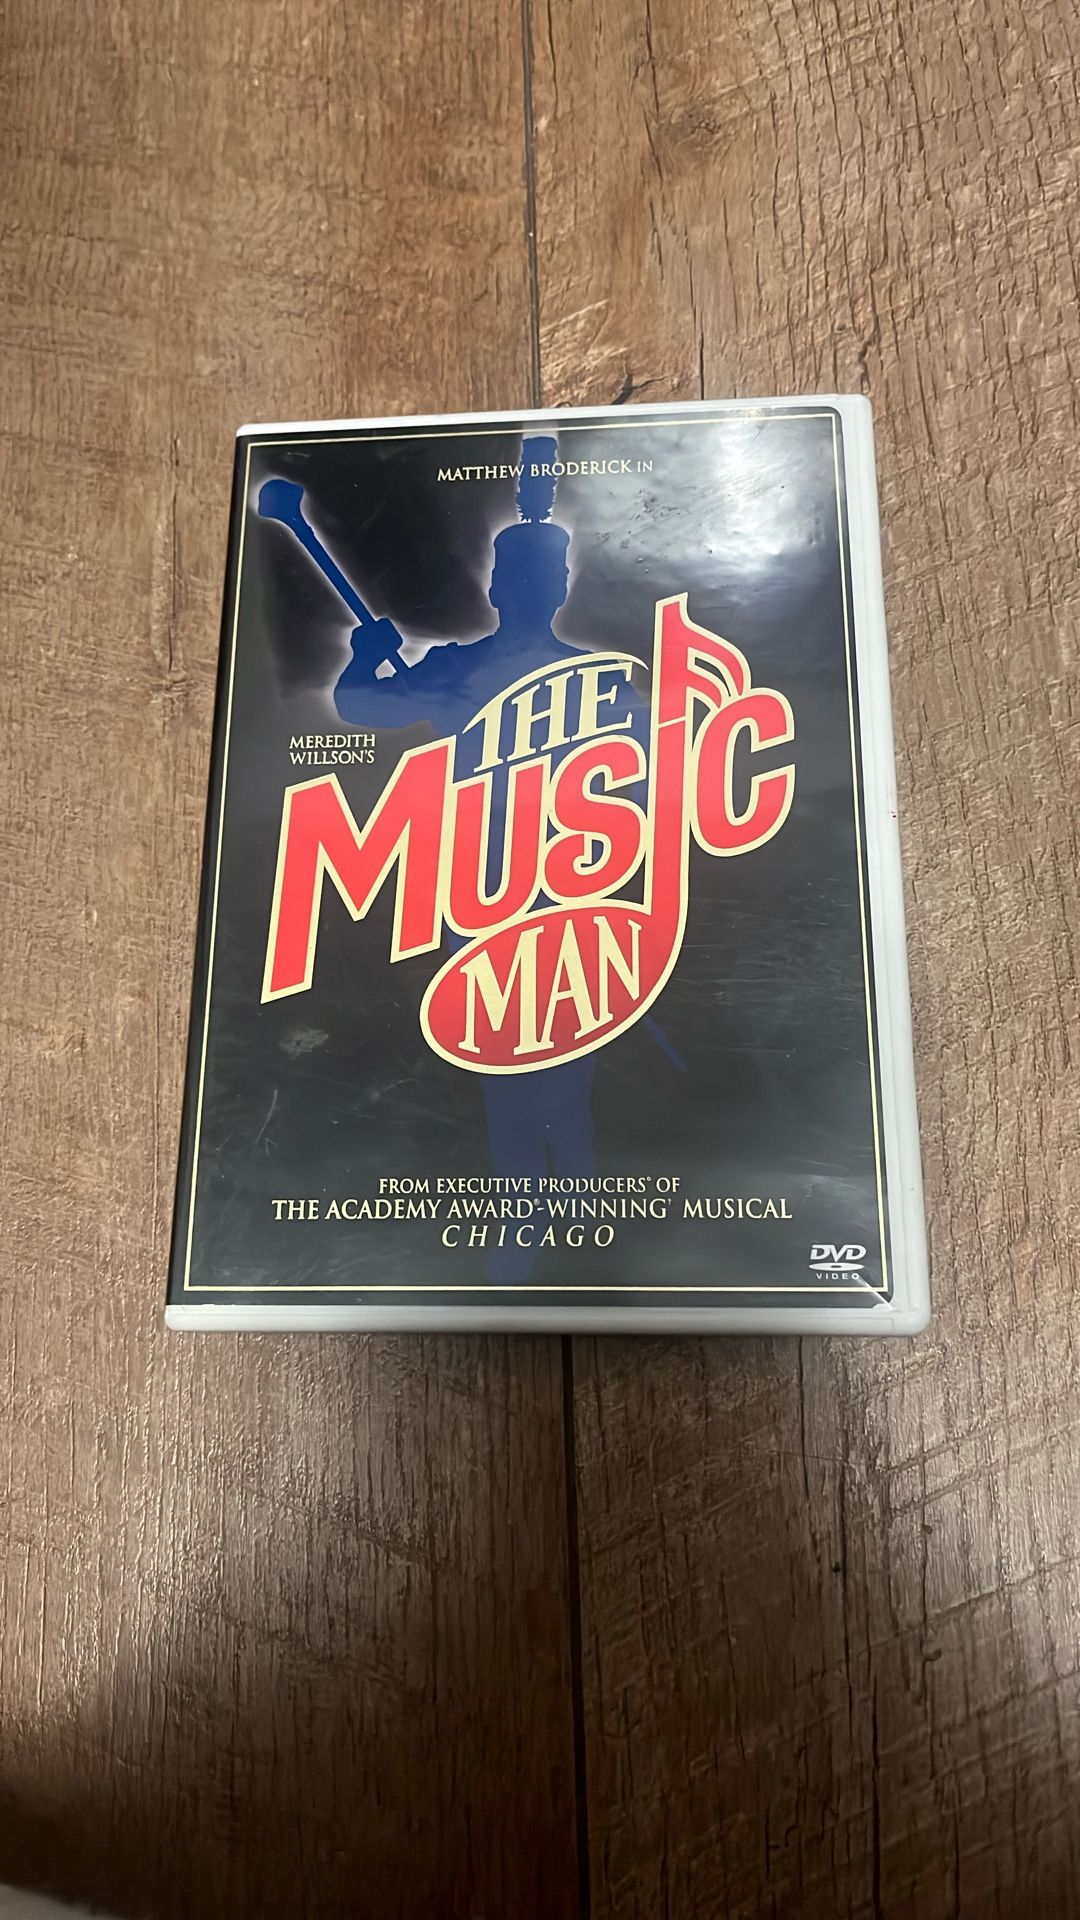 MATTHEW BRODERICK IN
MEREDITH
WILLSON'S
THE
MUSIC
MAN
FROM EXECUTIVE PRODUCERS° OF
THE ACADEMY AWARD®-WINNING† MUSICAL
CHICAGO
DVD
VIDEO